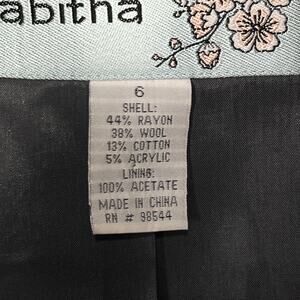 abitha
6
SHELL:
44% RAYON
38% WOOL
13% COTTON
5% ACRYLIC
LINING:
100% ACETATE
MADE IN CHINA
RN # 98544